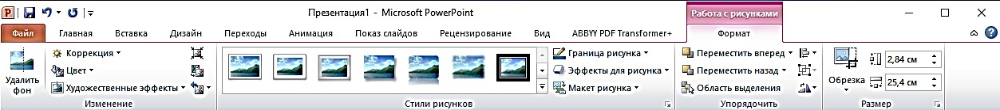 Презентация1 - Microsoft PowerPoint
Работа с рисунками
Файл Главная Вставка Дизайн Переходы Анимация Показ слайдов Рецензирование Вид ABBYY PDF Transformer+ Формат
Удалить фон
Коррекция
Цвет
Художественные эффекты
Изменение
Стили рисунков
Граница рисунка
Эффекты для рисунка
Макет рисунка
Переместить вперед
Переместить назад
Область выделения
Упорядочить
Обрезка
2,84 см
25,4 см
Размер